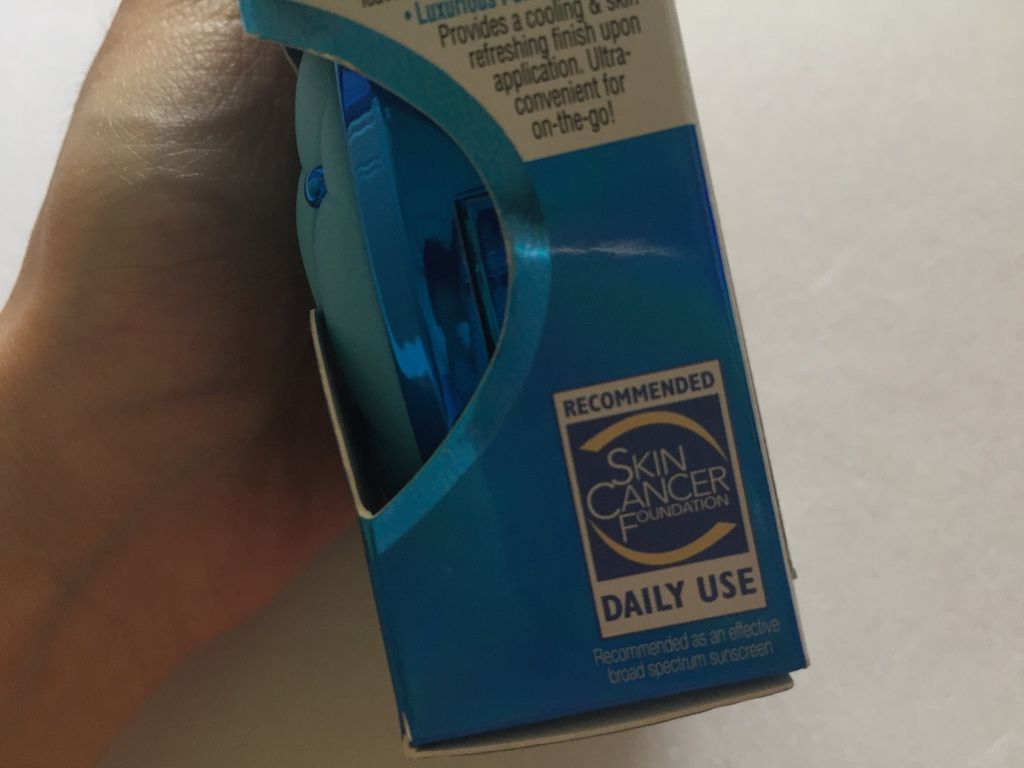 • Luxurious
Provides a cooling & skin
refreshing finish upon
application. Ultra-
convenient for
on-the-go!
RECOMMENDED
SKIN
CANCER
FOUNDATION
DAILY USE
Recommended as an effective
broad spectrum sunscreen